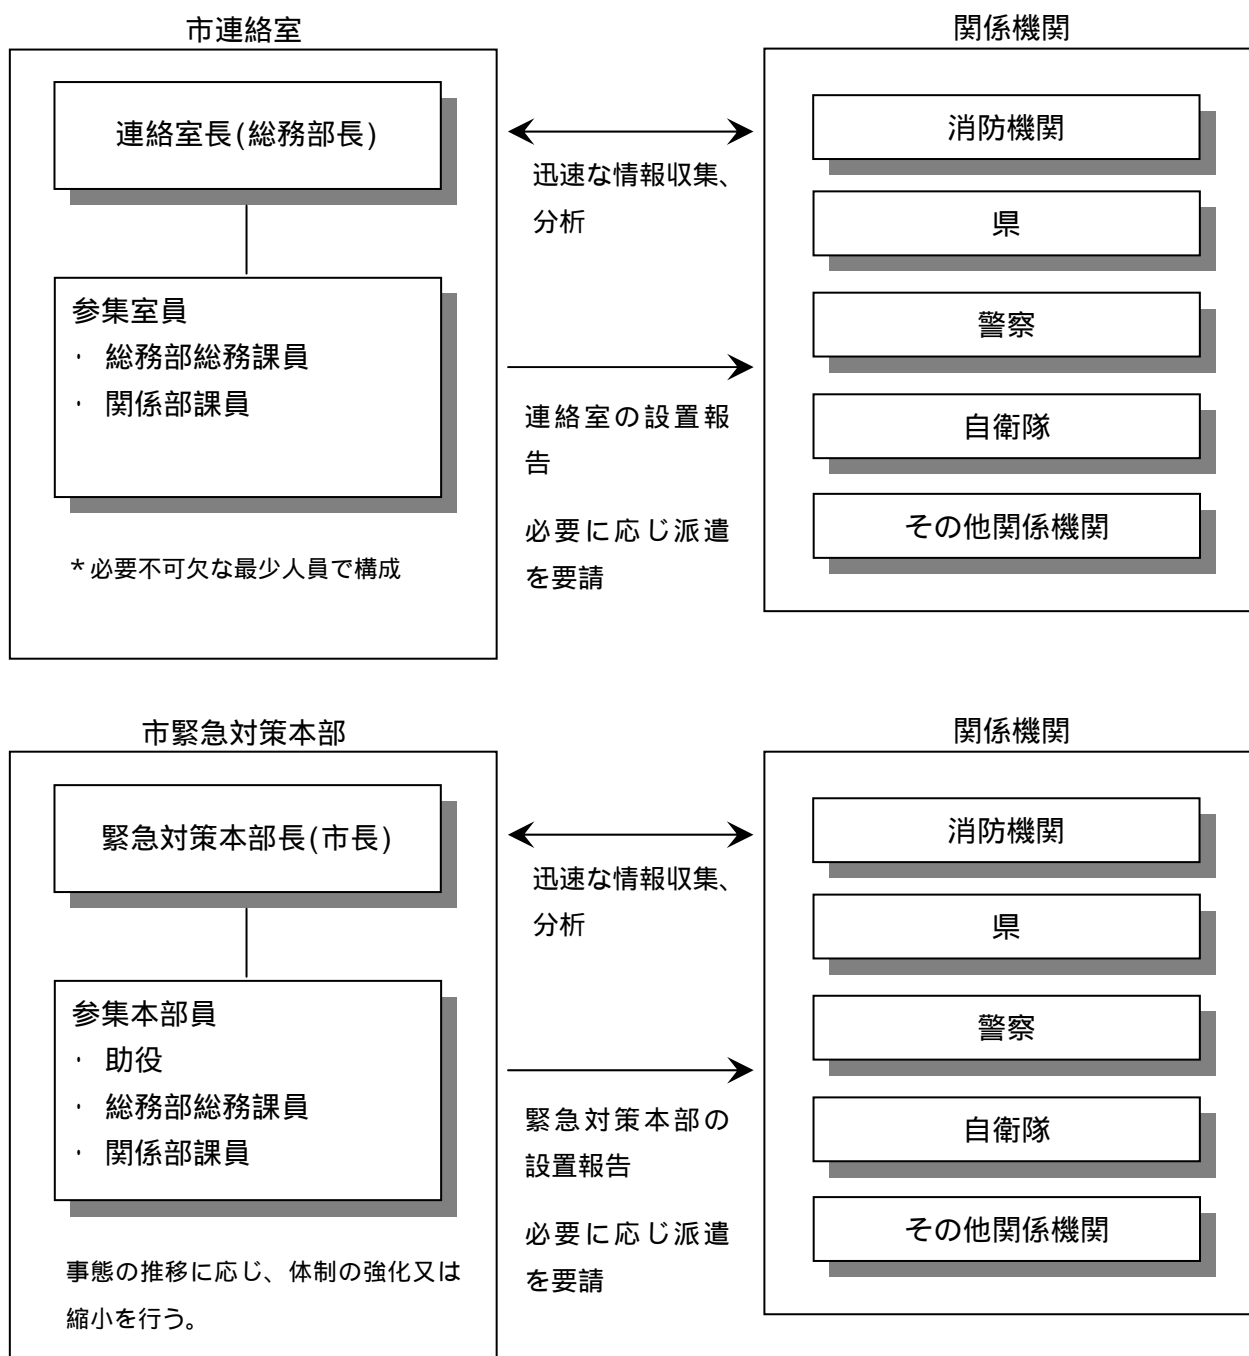 市連絡室
連絡室長(総務部長)
参集室員
・ 総務部総務課員
・ 関係部課員
*必要不可欠な最少人員で構成
迅速な情報収集、
分析
連絡室の設置報
告
必要に応じ派遣
を要請
関係機関
消防機関
県
警察
自衛隊
その他関係機関
市緊急対策本部
緊急対策本部長(市長)
参集本部員
・ 助役
・ 総務部総務課員
・ 関係部課員
事態の推移に応じ、体制の強化又は
縮小を行う。
迅速な情報収集、
分析
緊急対策本部の
設置報告
必要に応じ派遣
を要請
関係機関
消防機関
県
警察
自衛隊
その他関係機関